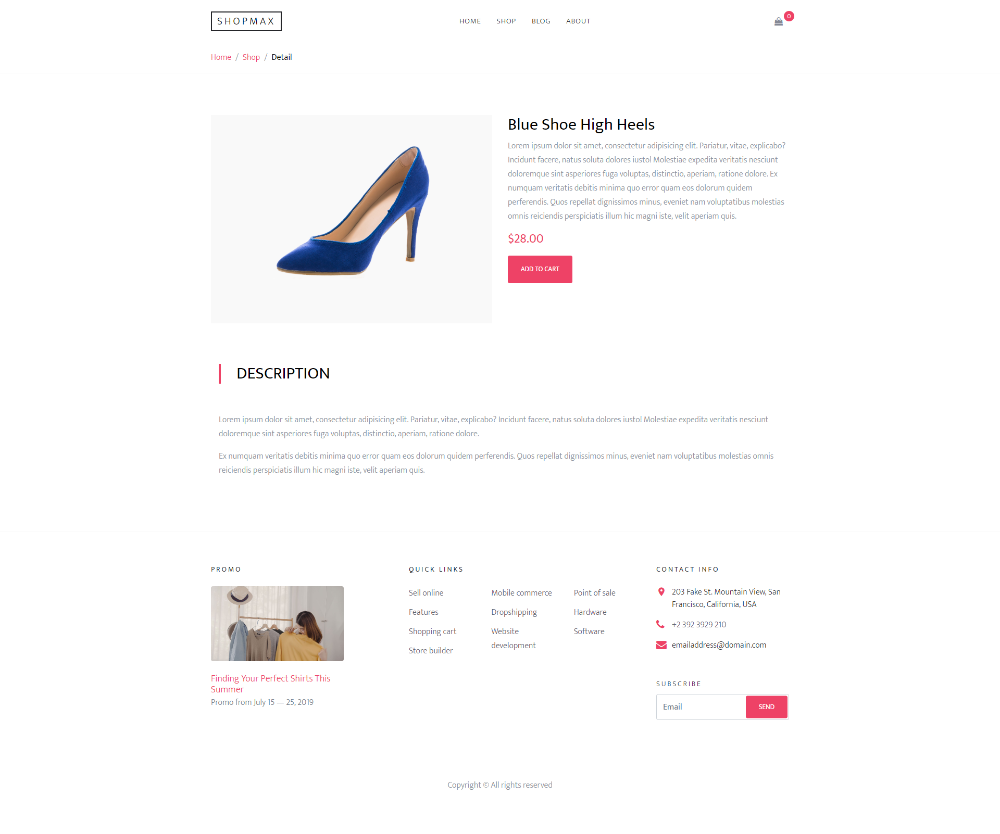 SHOPMAX
HOME SHOP BLOG ABOUT
0
Home / Shop / Detail
Blue Shoe High Heels
Lorem ipsum dolor sit amet, consectetur adipisicing elit. Pariatur, vitae, explicabo?
Incidunt facere, natus soluta dolores iusto! Molestiae expedita veritatis nesciunt
doloremque sint asperiores fuga voluptas, distinctio, aperiam, ratione dolore. Ex
numquam veritatis debitis minima quo error quam eos dolorum quidem
perferendis. Quos repellat dignissimos minus, eveniet nam voluptatibus molestias
omnis reiciendis perspiciatis illum hic magni iste, velit aperiam quis.
$28.00
ADD TO CART
DESCRIPTION
Lorem ipsum dolor sit amet, consectetur adipisicing elit. Pariatur, vitae, explicabo? Incidunt facere, natus soluta dolores iusto! Molestiae expedita veritatis nesciunt
doloremque sint asperiores fuga voluptas, distinctio, aperiam, ratione dolore.
Ex numquam veritatis debitis minima quo error quam eos dolorum quidem perferendis. Quos repellat dignissimos minus, eveniet nam voluptatibus molestias omnis
reiciendis perspiciatis illum hic magni iste, velit aperiam quis.
PROMO
Finding Your Perfect Shirts This
Summer
Promo from July 15 — 25, 2019
QUICK LINKS
Sell online
Features
Shopping cart
Store builder
Mobile commerce
Dropshipping
Website
development
Point of sale
Hardware
Software
CONTACT INFO
203 Fake St. Mountain View, San
Francisco, California, USA
+2 392 3929 210
emailaddress@domain.com
SUBSCRIBE
Email
SEND
Copyright © All rights reserved